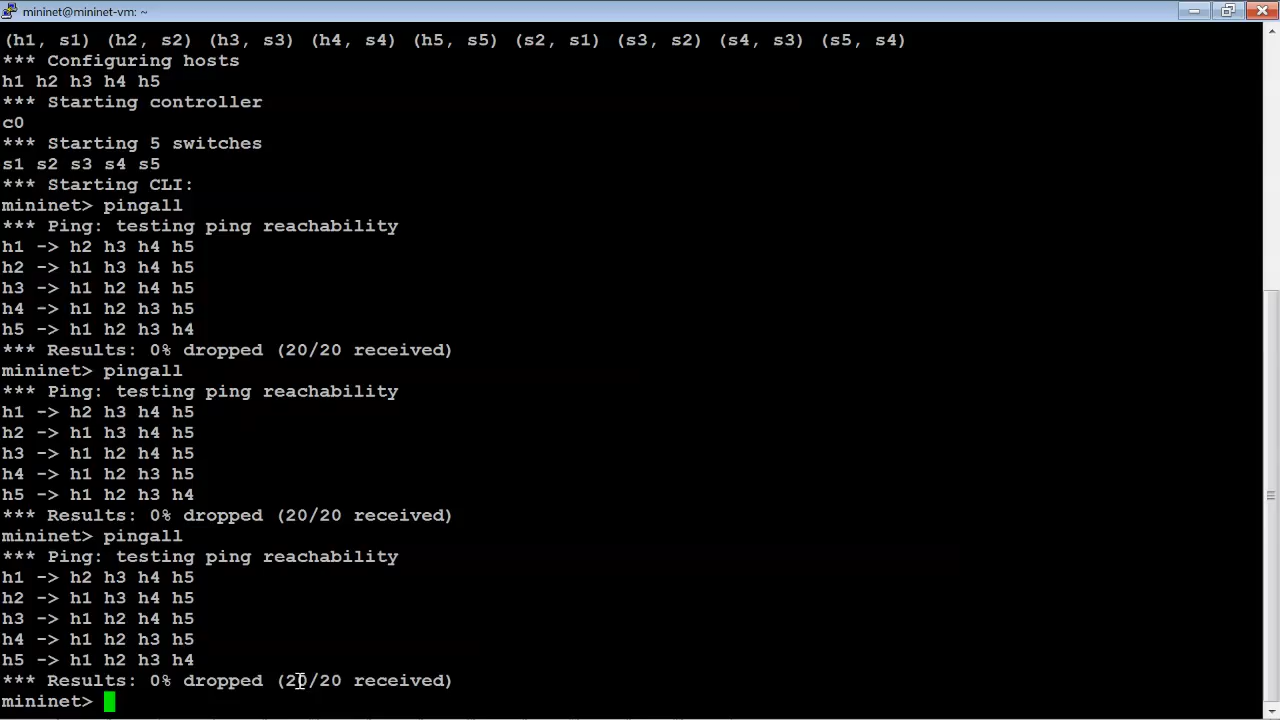 mininet@mininet-vm: ~
(h1, s1) (h2, s2) (h3, s3) (h4, s4) (h5, s5) (s2, s1) (s3, s2) (s4, s3) (s5, s4)
*** Configuring hosts
h1 h2 h3 h4 h5
*** Starting controller
c0
*** Starting 5 switches
s1 s2 s3 s4 s5
*** Starting CLI:
mininet> pingall
*** Ping: testing ping reachability
h1 -> h2 h3 h4 h5
h2 -> h1 h3 h4 h5
h3 -> h1 h2 h4 h5
h4 -> h1 h2 h3 h5
h5 -> h1 h2 h3 h4
*** Results: 0% dropped (20/20 received)
mininet> pingall
*** Ping: testing ping reachability
h1 -> h2 h3 h4 h5
h2 -> h1 h3 h4 h5
h3 -> h1 h2 h4 h5
h4 -> h1 h2 h3 h5
h5 -> h1 h2 h3 h4
*** Results: 0% dropped (20/20 received)
mininet> pingall
*** Ping: testing ping reachability
h1 -> h2 h3 h4 h5
h2 -> h1 h3 h4 h5
h3 -> h1 h2 h4 h5
h4 -> h1 h2 h3 h5
h5 -> h1 h2 h3 h4
*** Results: 0% dropped (20/20 received)
mininet>